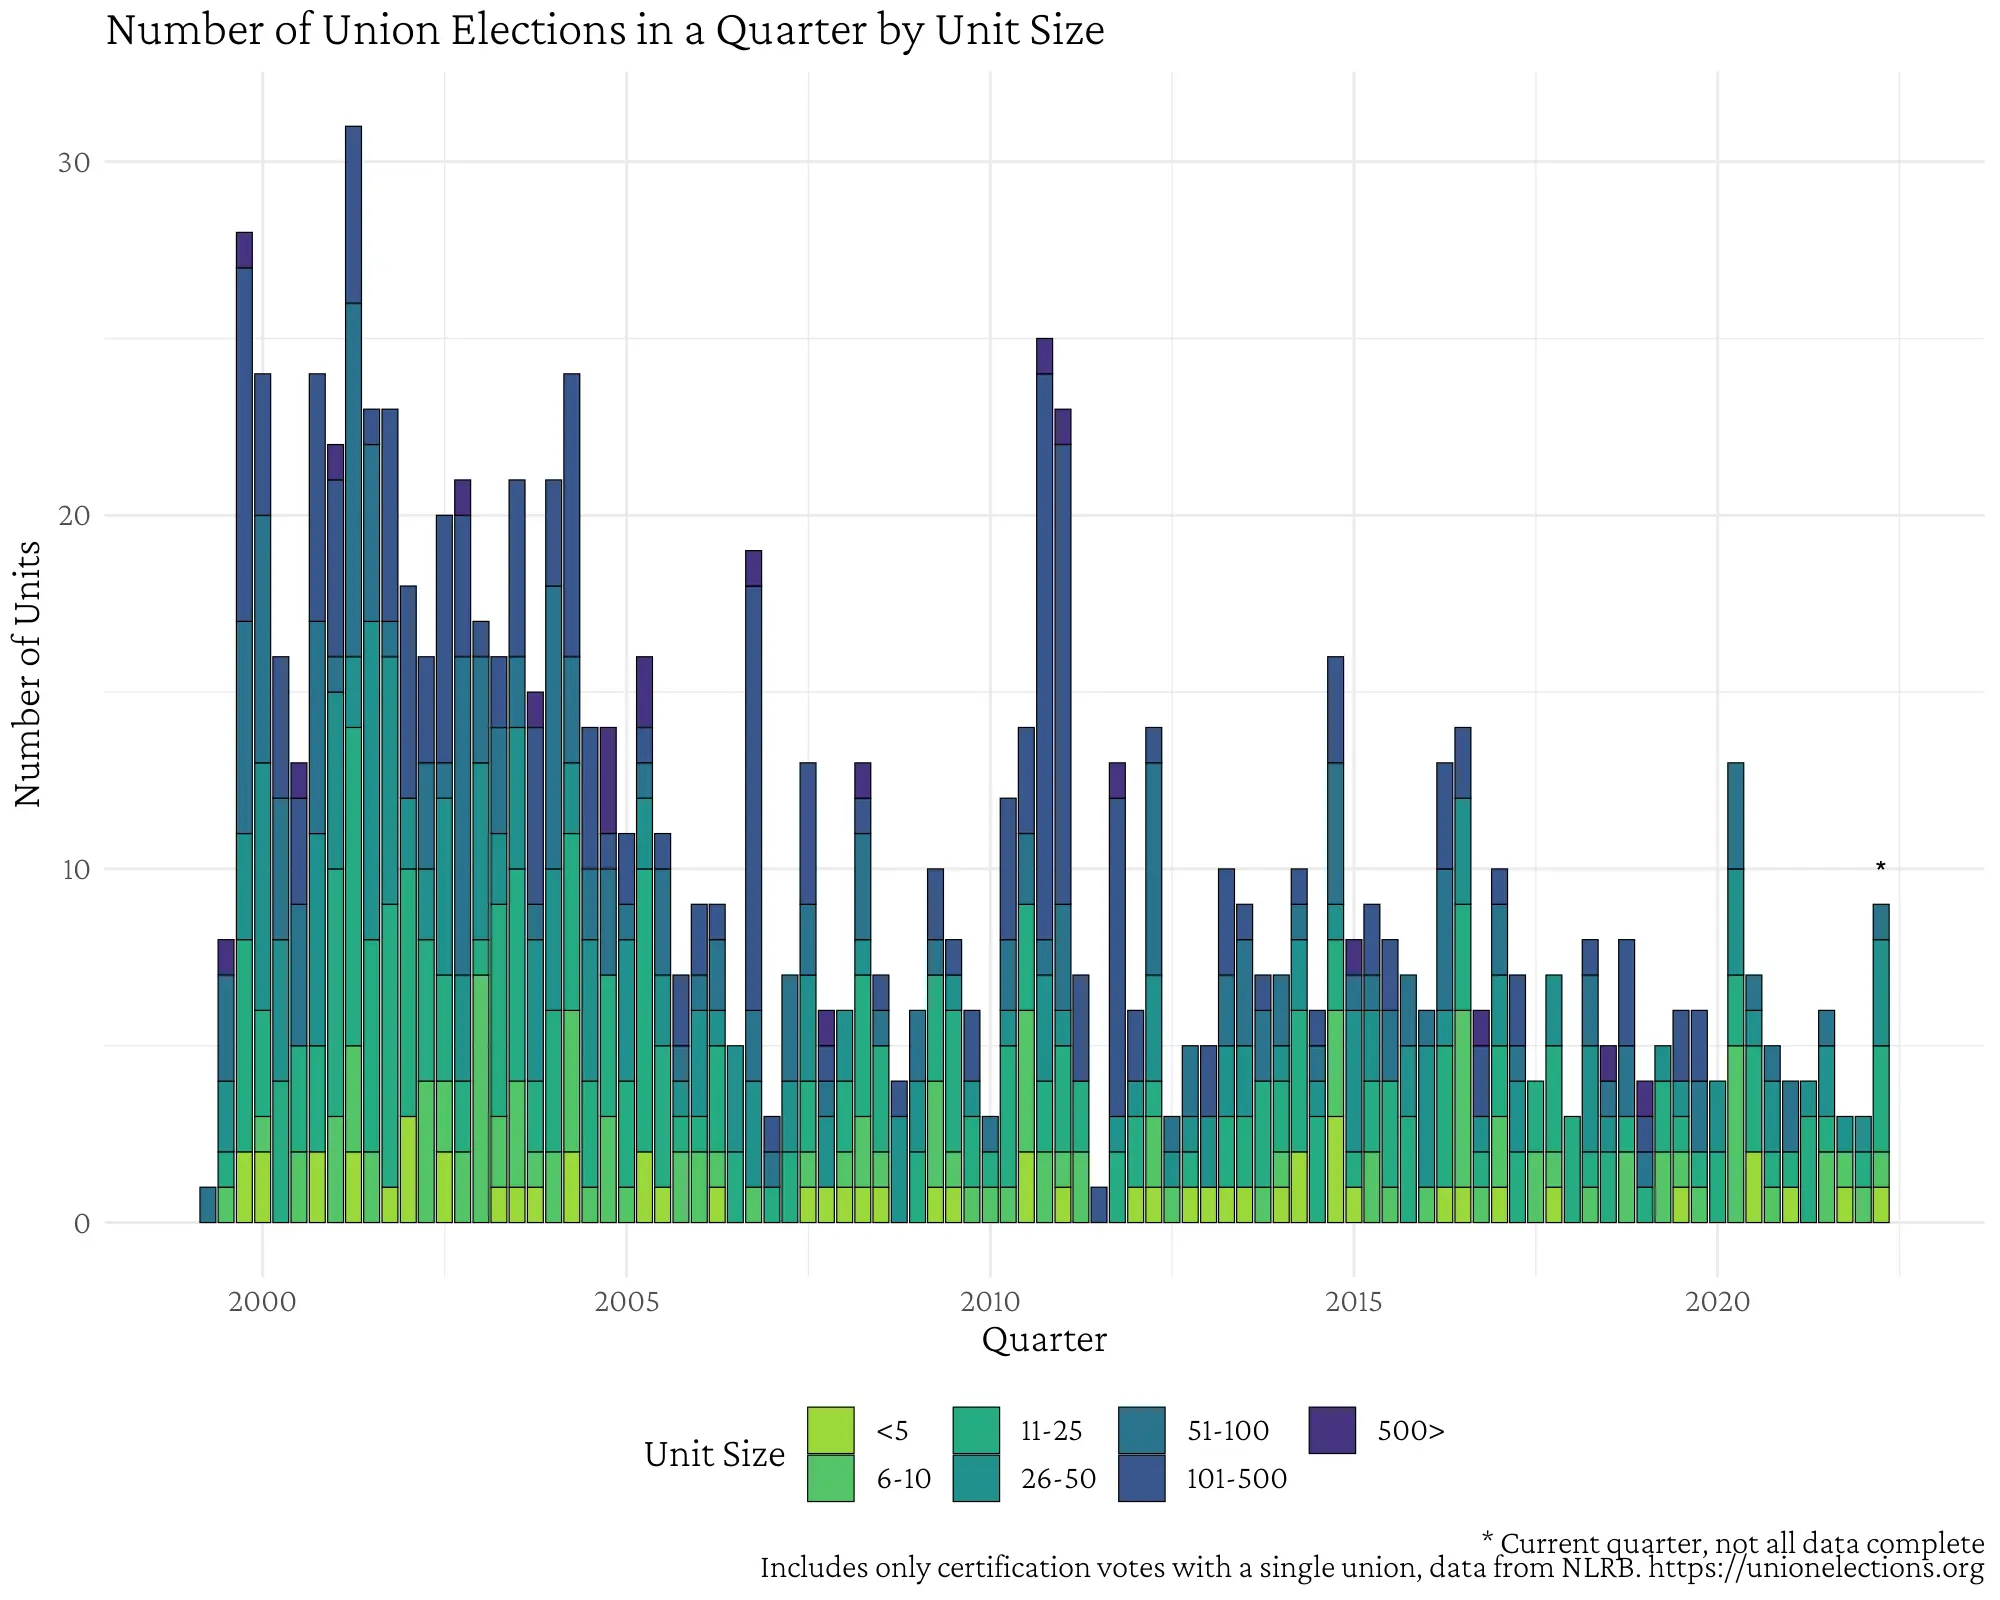 Number of Union Elections in a Quarter by Unit Size
Number of Units
30
20
10
0
*
2000 2005 2010 2015 2020
Quarter
Unit Size
<5 11-25 51-100 500>
6-10 26-50 101-500
* Current quarter, not all data complete
Includes only certification votes with a single union, data from NLRB. https://unionelections.org